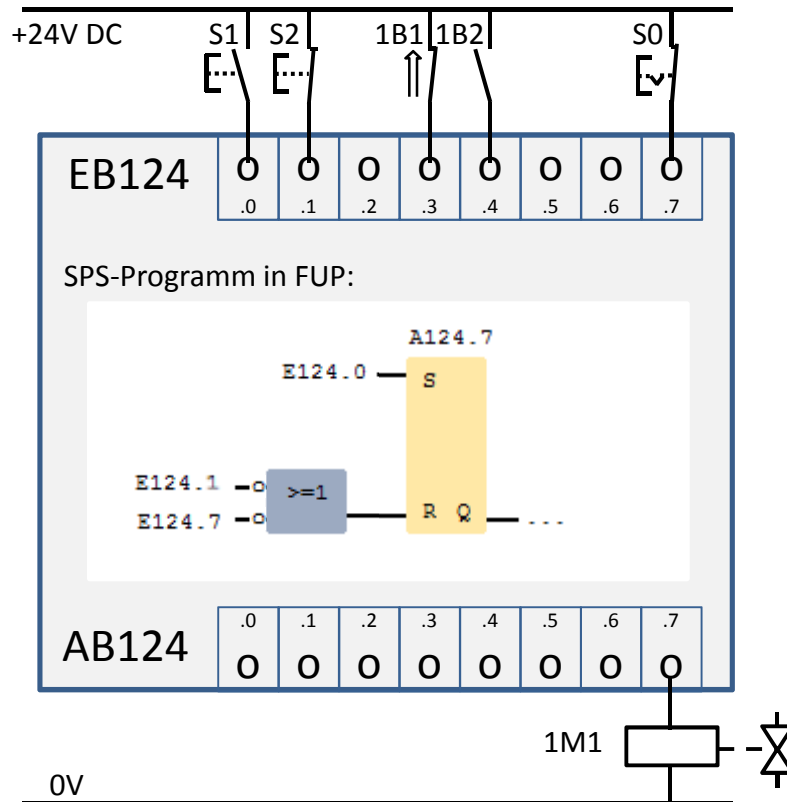 +24V DC S1 S2 1B1 1B2 S0
EB124 O O O O O O O O
.0 .1 .2 .3 .4 .5 .6 .7
SPS-Programm in FUP:
A124.7
E124.0 S
E124.1 >=1
E124.7 R Q ...
AB124 .0 .1 .2 .3 .4 .5 .6 .7
O O O O O O O O
1M1
0V